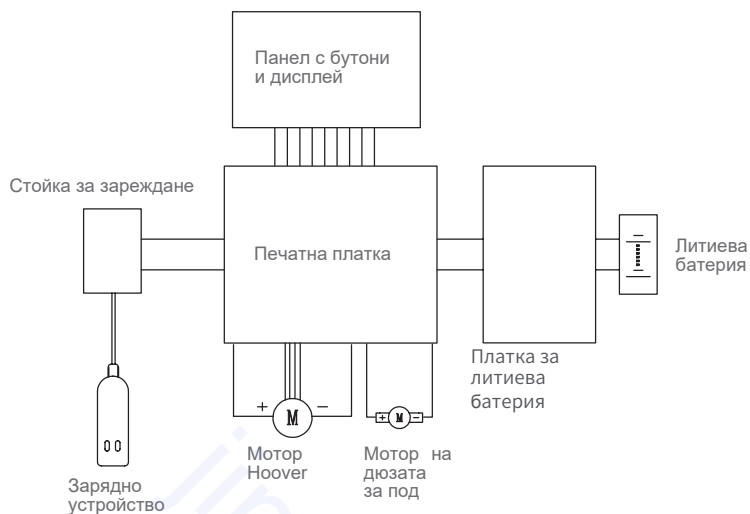 Панел с бутони
и дисплей
Стойка за зареждане
Печатна платка
Литиева
батерия
Платка за
литиева
батерия
+ M −
+ M −
Мотор
Hoover
Мотор на
дюзата
за под
Зарядно
устройство